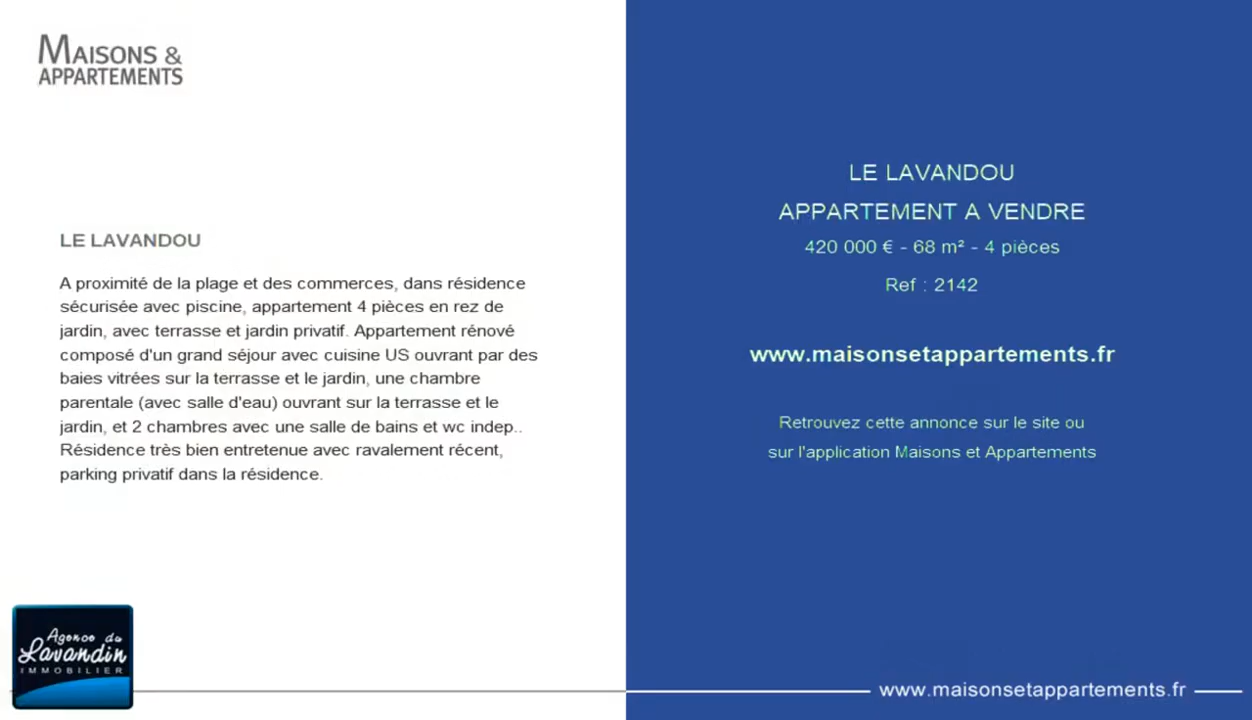 MAISONS &
APPARTEMENTS
LE LAVANDOU
A proximité de la plage et des commerces, dans résidence
sécurisée avec piscine, appartement 4 pièces en rez de
jardin, avec terrasse et jardin privatif. Appartement rénové
composé d'un grand séjour avec cuisine US ouvrant par des
baies vitrées sur la terrasse et le jardin, une chambre
parentale (avec salle d'eau) ouvrant sur la terrasse et le
jardin, et 2 chambres avec une salle de bains et wc indep..
Résidence très bien entretenue avec ravalement récent,
parking privatif dans la résidence.
Agence du
Lavandin
IMMOBILIER
LE LAVANDOU
APPARTEMENT A VENDRE
420 000 € - 68 m² - 4 pièces
Ref : 2142
www.maisonsetappartements.fr
Retrouvez cette annonce sur le site ou
sur l'application Maisons et Appartements
www.maisonsetappartements.fr